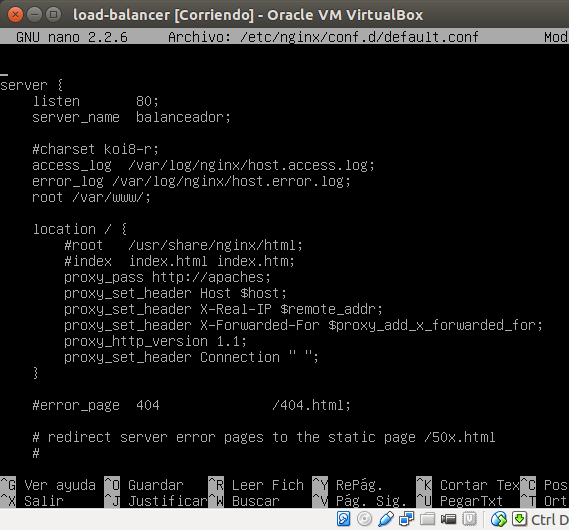 load-balancer [Corriendo] - Oracle VM VirtualBox
GNU nano 2.2.6 Archivo: /etc/nginx/conf.d/default.conf Mod
server {
    listen       80;
    server_name  balanceador;

    #charset koi8-r;
    access_log  /var/log/nginx/host.access.log;
    error_log /var/log/nginx/host.error.log;
    root /var/www/;

    location / {
        #root   /usr/share/nginx/html;
        #index  index.html index.htm;
        proxy_pass http://apaches;
        proxy_set_header Host $host;
        proxy_set_header X-Real-IP $remote_addr;
        proxy_set_header X-Forwarded-For $proxy_add_x_forwarded_for;
        proxy_http_version 1.1;
        proxy_set_header Connection " ";
    }

    #error_page  404              /404.html;

    # redirect server error pages to the static page /50x.html
    #
^G Ver ayuda ^O Guardar ^R Leer Fich ^Y RePág. ^K Cortar Tex ^C Pos
^X Salir ^J Justificar ^W Buscar ^V Pág. Sig. ^U PegarTxt ^T Ort
Ctrl D